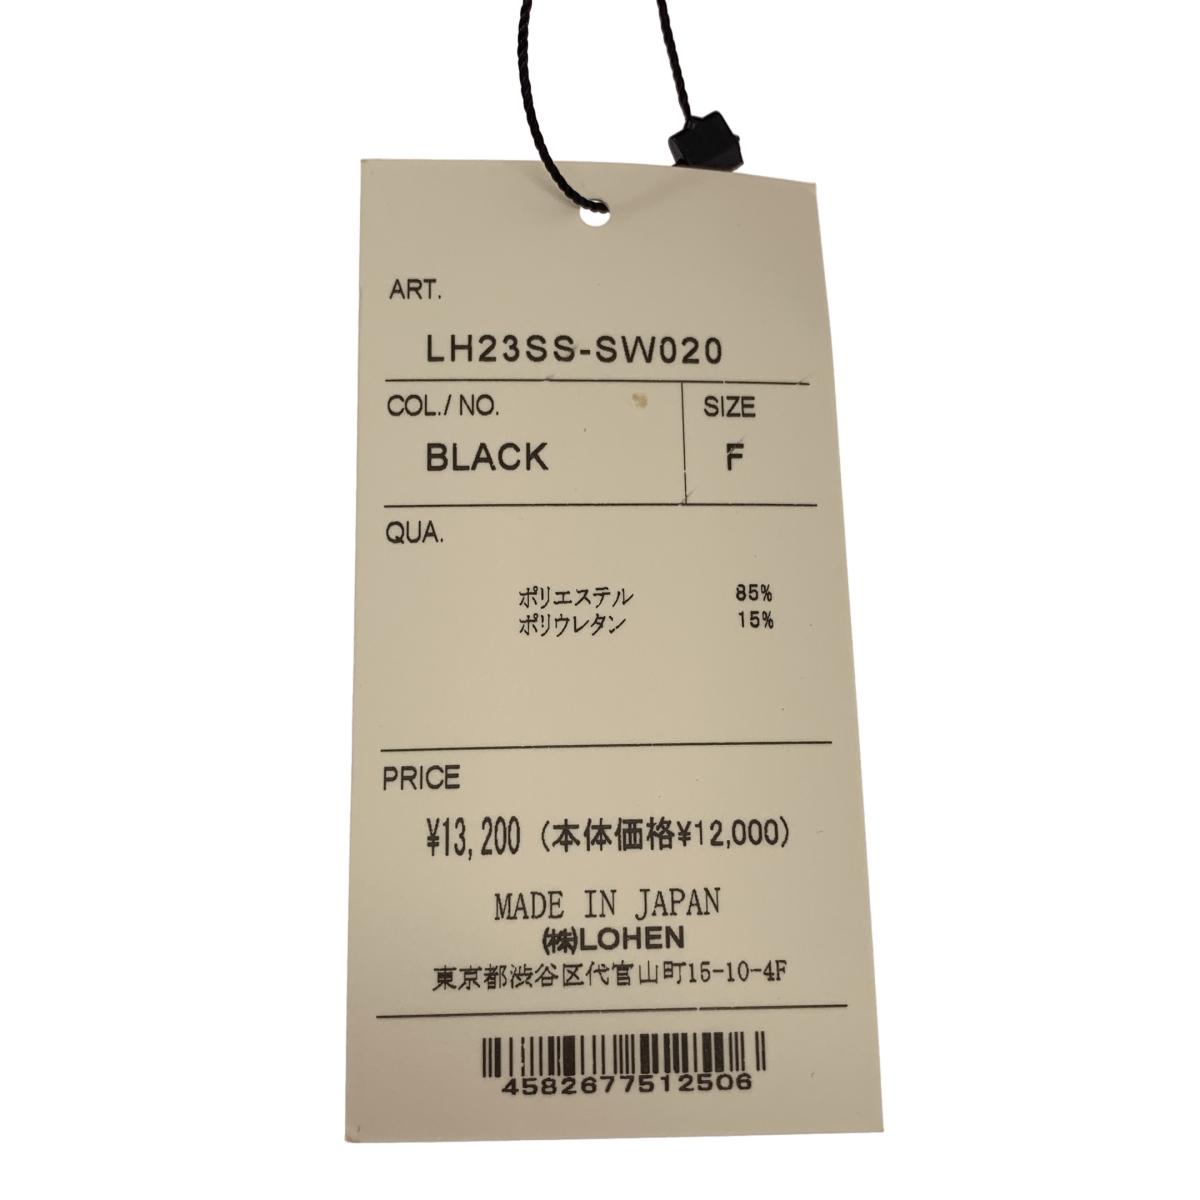 ART.
LH23SS-SW020
COL./ NO.
SIZE
BLACK
F
QUA.
ポリエステル 85%
ポリウレタン 15%
PRICE
¥13,200 (本体価格¥12,000)
MADE IN JAPAN
㈱LOHEN
東京都渋谷区代官山町15-10-4F
4582677512506